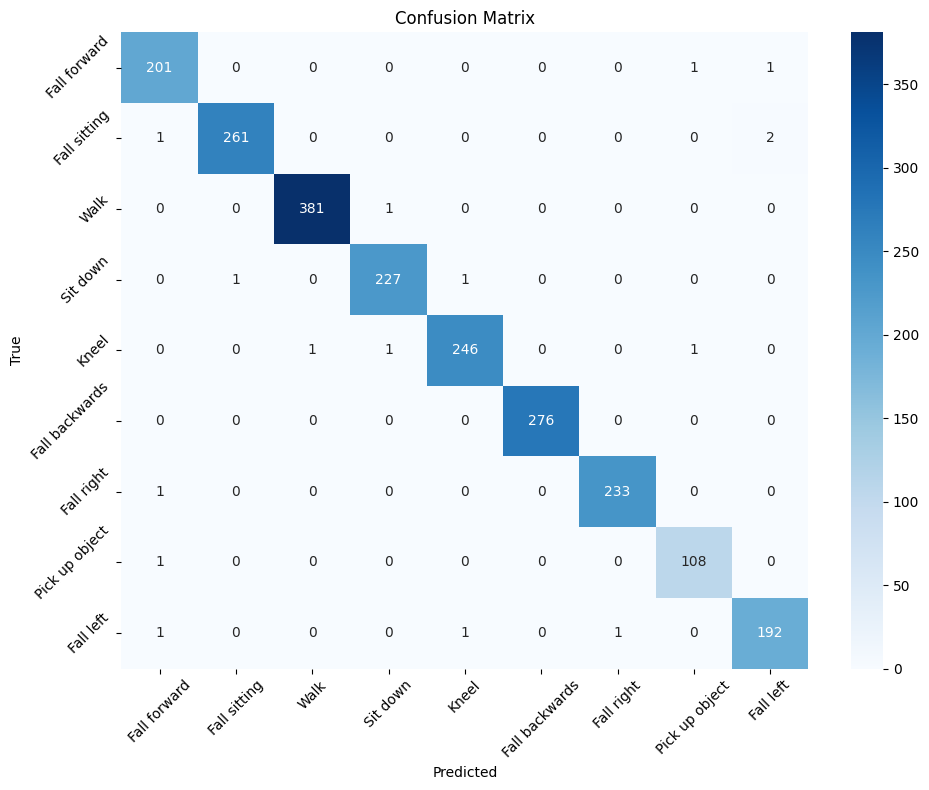 Confusion Matrix
True
Fall forward 201 0 0 0 0 0 0 1 1
Fall sitting 1 261 0 0 0 0 0 0 2
Walk 0 0 381 1 0 0 0 0 0
Sit down 0 1 0 227 1 0 0 0 0
Kneel 0 0 1 1 246 0 0 1 0
Fall backwards 0 0 0 0 0 276 0 0 0
Fall right 1 0 0 0 0 0 233 0 0
Pick up object 1 0 0 0 0 0 0 108 0
Fall left 1 0 0 0 1 0 1 0 192
Fall forward Fall sitting Walk Sit down Kneel Fall backwards Fall right Pick up object Fall left
Predicted
350
300
250
200
150
100
50
0